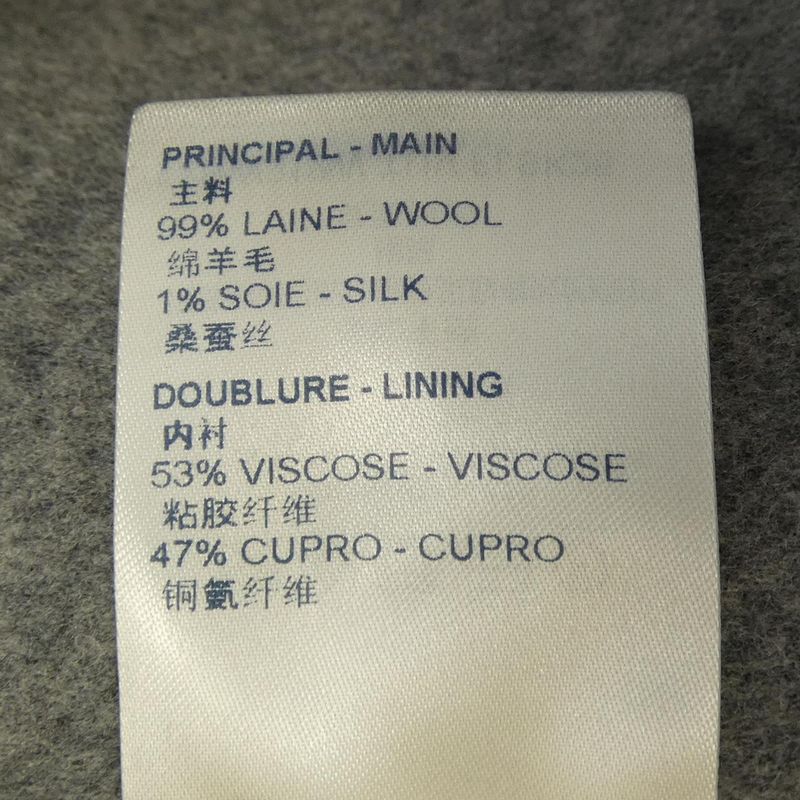 PRINCIPAL - MAIN
主料
99% LAINE - WOOL
绵羊毛
1% SOIE - SILK
桑蚕丝
DOUBLURE - LINING
内衬
53% VISCOSE - VISCOSE
粘胶纤维
47% CUPRO - CUPRO
铜氨纤维